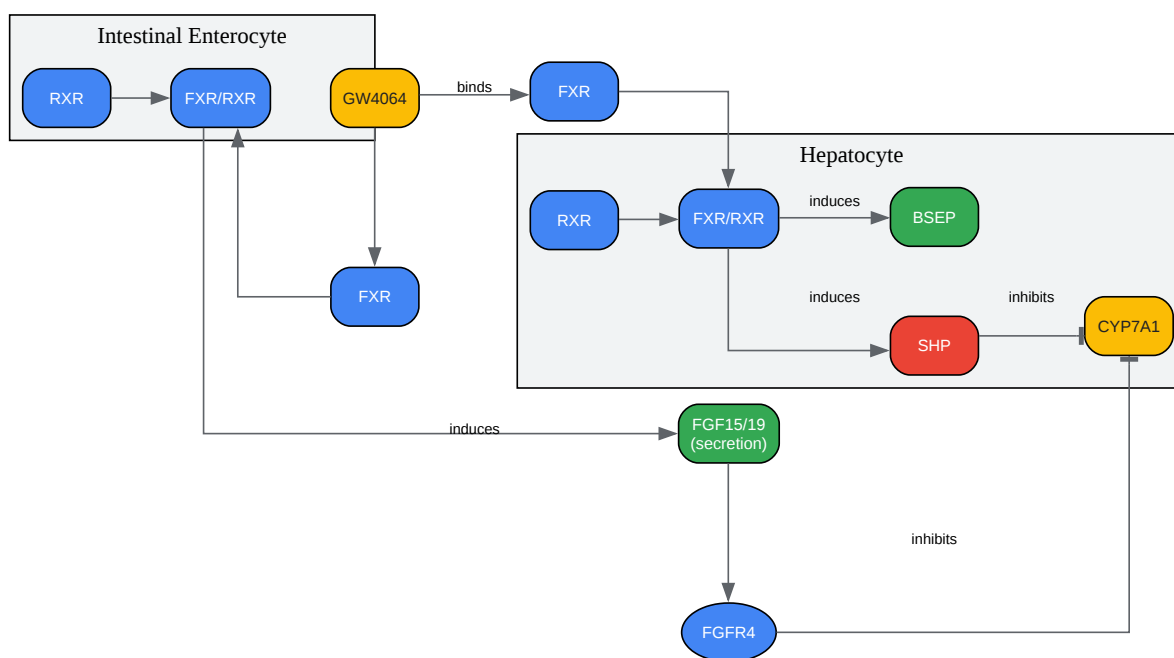 Intestinal Enterocyte
RXR
FXR/RXR
GW4064
binds
FXR
Hepatocyte
RXR
FXR/RXR
induces
BSEP
FXR
induces
inhibits
SHP
CYP7A1
induces
FGF15/19
(secretion)
inhibits
FGFR4